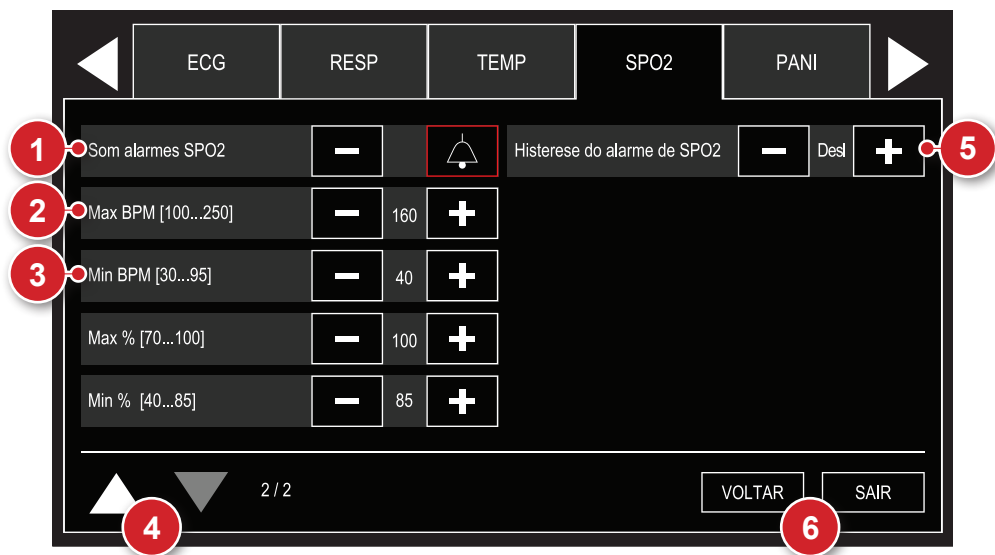 ECG RESP TEMP SPO2 PANI
1 Som alarmes SPO2 Histerese do alarme de SPO2 Desl 5
2 Max BPM [100...250] 160
3 Min BPM [30...95] 40
Max % [70...100] 100
Min % [40...85] 85
2 / 2 VOLTAR SAIR
4 6